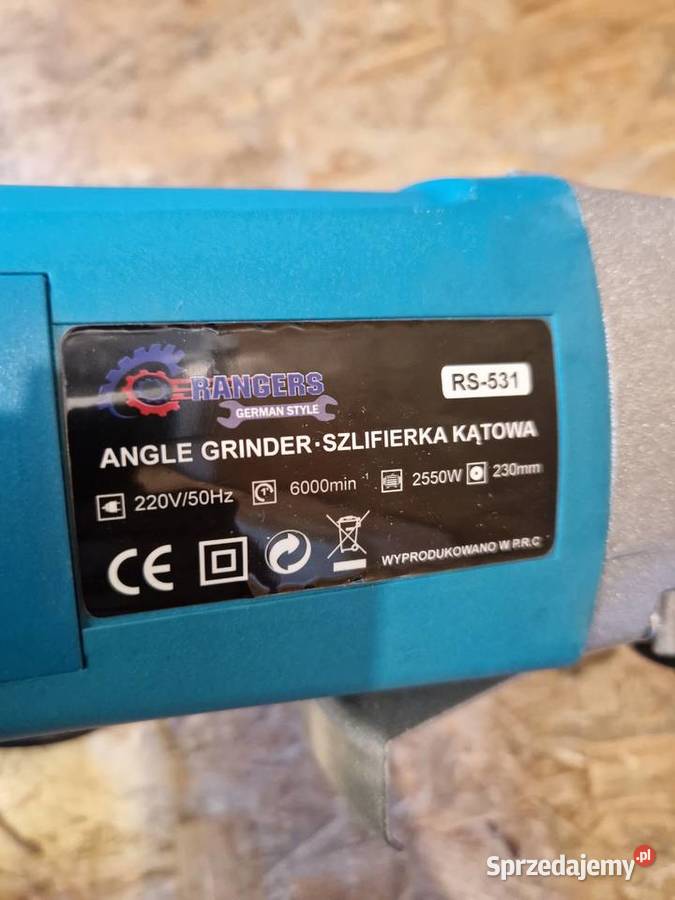 RANGERS
GERMAN STYLE
RS-531
ANGLE GRINDER·SZLIFIERKA KĄTOWA
220V/50Hz 6000min⁻¹ 2550W 230mm
CE
WYPRODUKOWANO W P.R.C
Sprzedajemy.pl